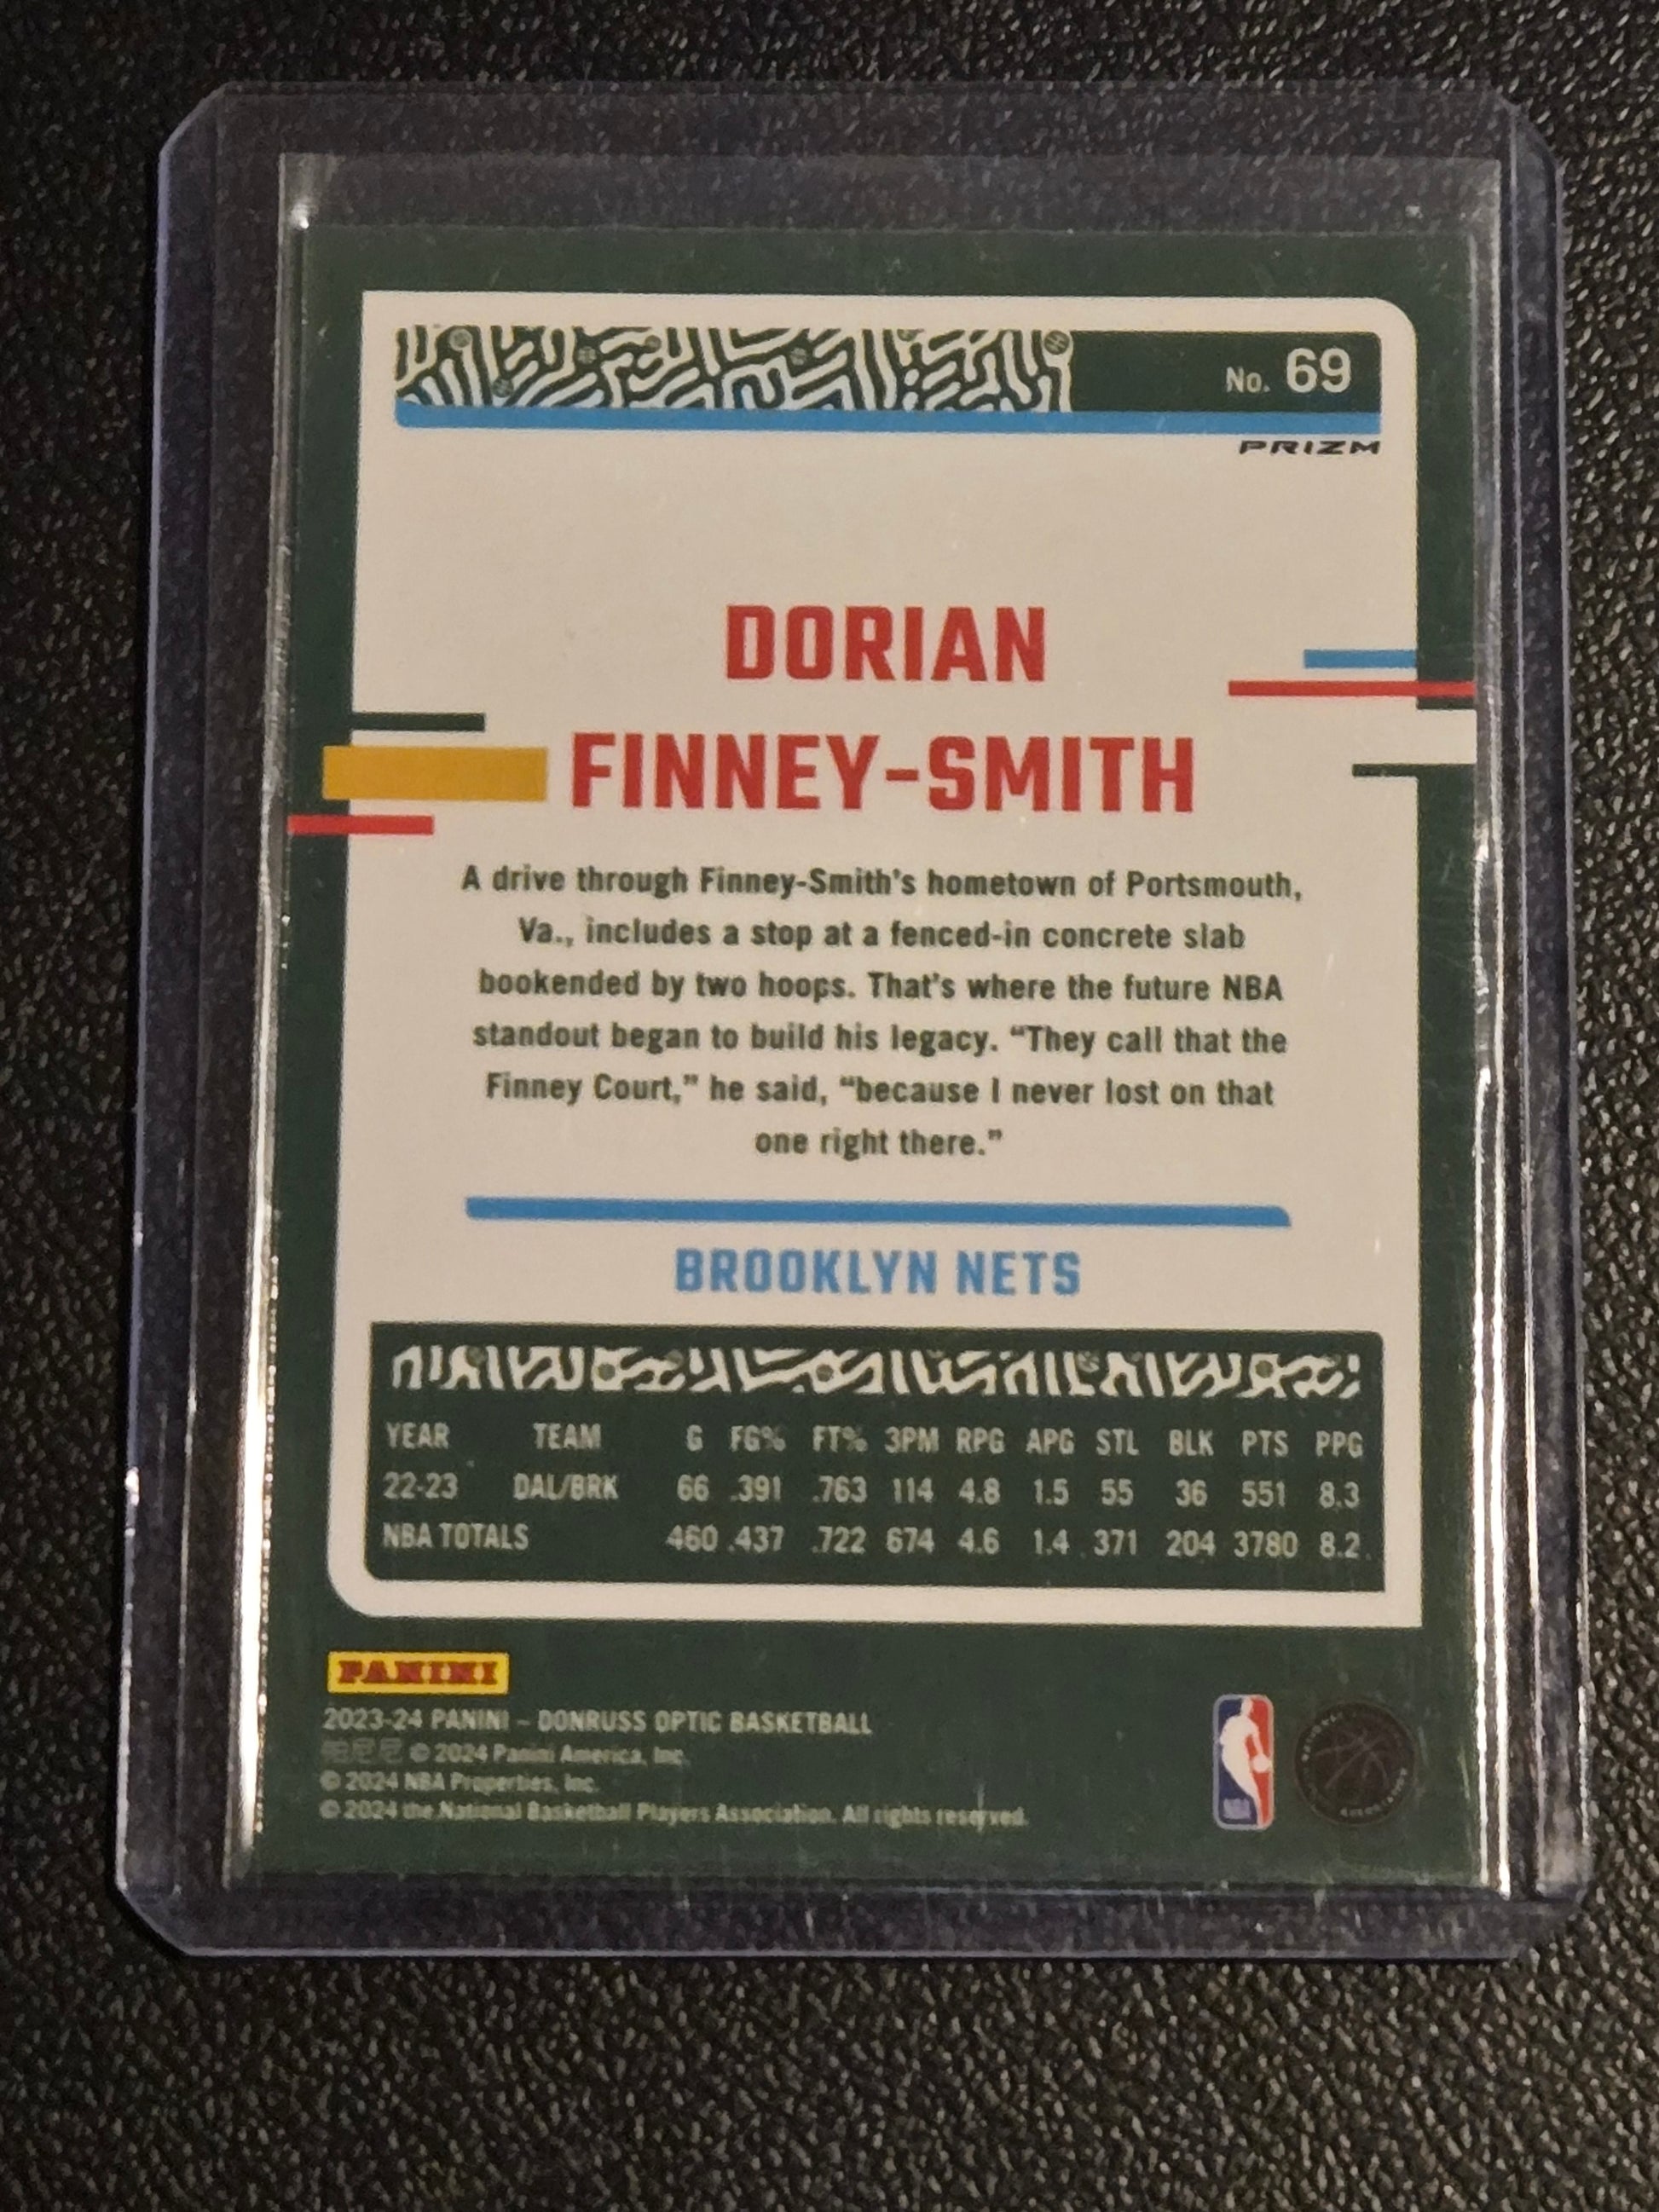 No. 69
PRIZM
DORIAN
FINNEY-SMITH
A drive through Finney-Smith's hometown of Portsmouth,
Va., includes a stop at a fenced-in concrete slab
bookended by two hoops. That's where the future NBA
standout began to build his legacy. “They call that the
Finney Court,” he said, “because I never lost on that
one right there.”
BROOKLYN NETS
YEAR TEAM G FG% FT% 3PM RPG APG STL BLK PTS PPG
22-23 DAL/BRK 66 .391 .763 114 4.8 1.5 55 36 551 8.3
NBA TOTALS 460 .437 .722 674 4.6 1.4 371 204 3780 8.2
PANINI
2023-24 PANINI – DONRUSS OPTIC BASKETBALL
© 2024 Panini America, Inc.
© 2024 NBA Properties, Inc.
© 2024 the National Basketball Players Association. All rights reserved.
NBA